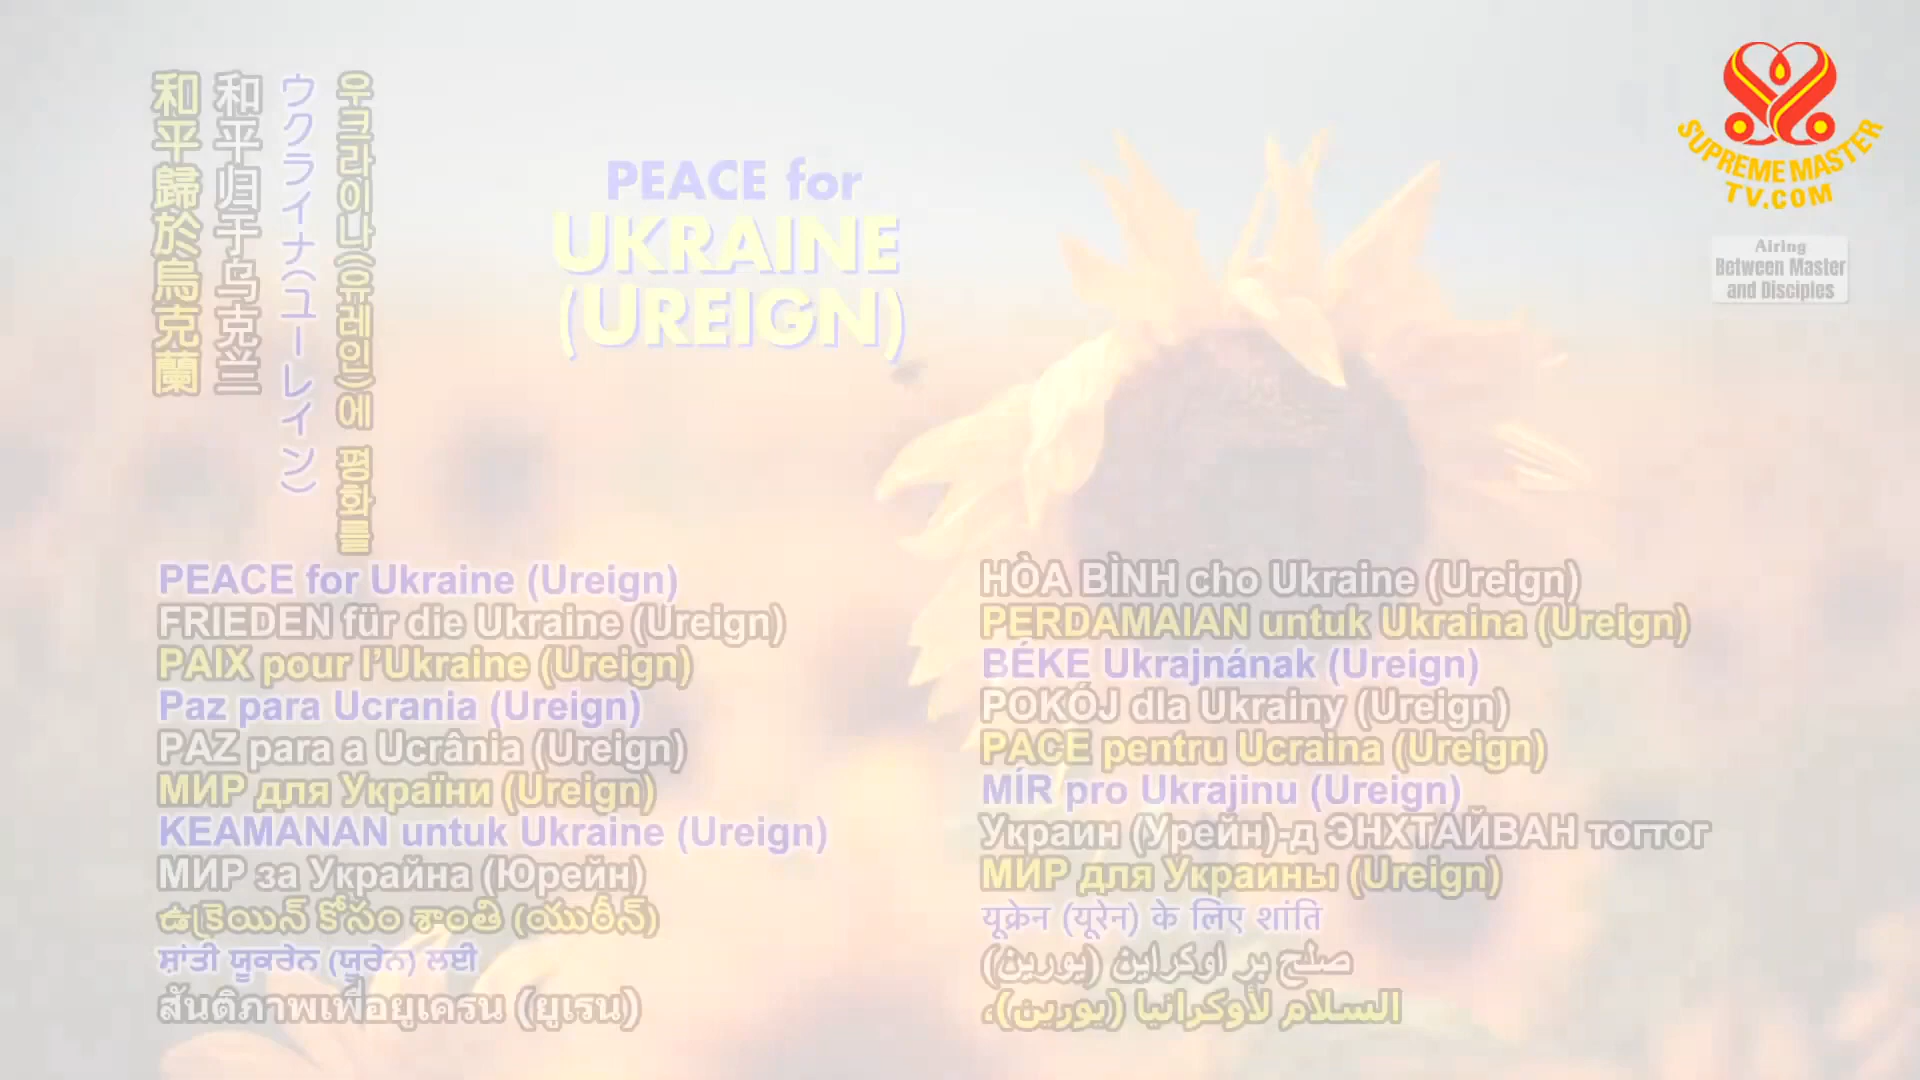 和平歸於烏克蘭
和平归于乌克兰
ウクライナ(ユーレイン)
우크라이나(유레인)에 평화를
PEACE for
UKRAINE
(UREIGN)
SUPREME MASTER
TV.COM
Airing
Between Master
and Disciples
PEACE for Ukraine (Ureign)
FRIEDEN für die Ukraine (Ureign)
PAIX pour l’Ukraine (Ureign)
Paz para Ucrania (Ureign)
PAZ para a Ucrânia (Ureign)
МИР для України (Ureign)
KEAMANAN untuk Ukraine (Ureign)
МИР за Украйна (Юрейн)
ఉక్రెయిన్ కోసం శాంతి (యురీన్)
ਸ਼ਾਂਤੀ ਯੂਕਰੇਨ (ਯੂਰੇਨ) ਲਈ
สันติภาพเพื่อยูเครน (ยูเรน)
HÒA BÌNH cho Ukraine (Ureign)
PERDAMAIAN untuk Ukraina (Ureign)
BÉKE Ukrajnának (Ureign)
POKÓJ dla Ukrainy (Ureign)
PACE pentru Ucraina (Ureign)
MÍR pro Ukrajinu (Ureign)
Украин (Урейн)-д ЭНХТАЙВАН тогтог
МИР для Украины (Ureign)
यूक्रेन (यूरेन) के लिए शांति
صلح بر اوکراین (یورین)
السلام لأوكرانيا (يورين)،